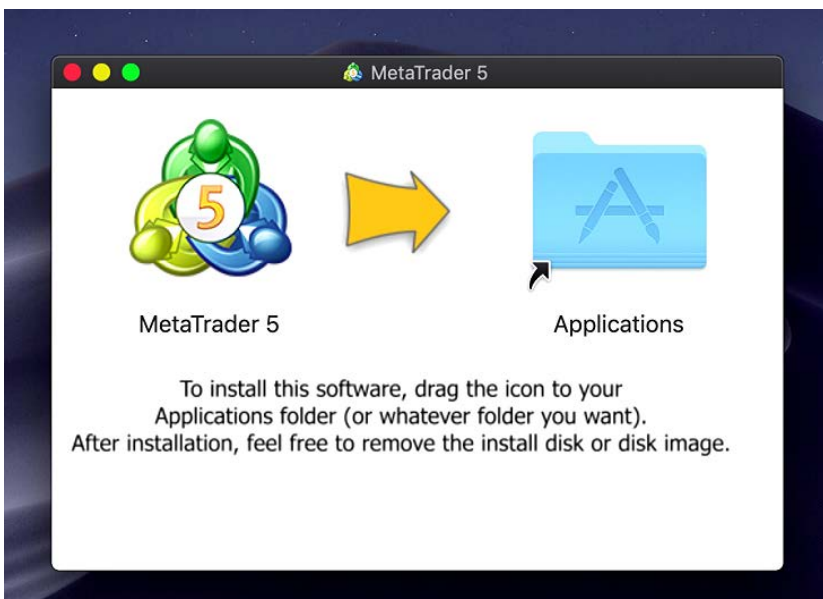 MetaTrader 5
5
MetaTrader 5
Applications
To install this software, drag the icon to your
Applications folder (or whatever folder you want).
After installation, feel free to remove the install disk or disk image.